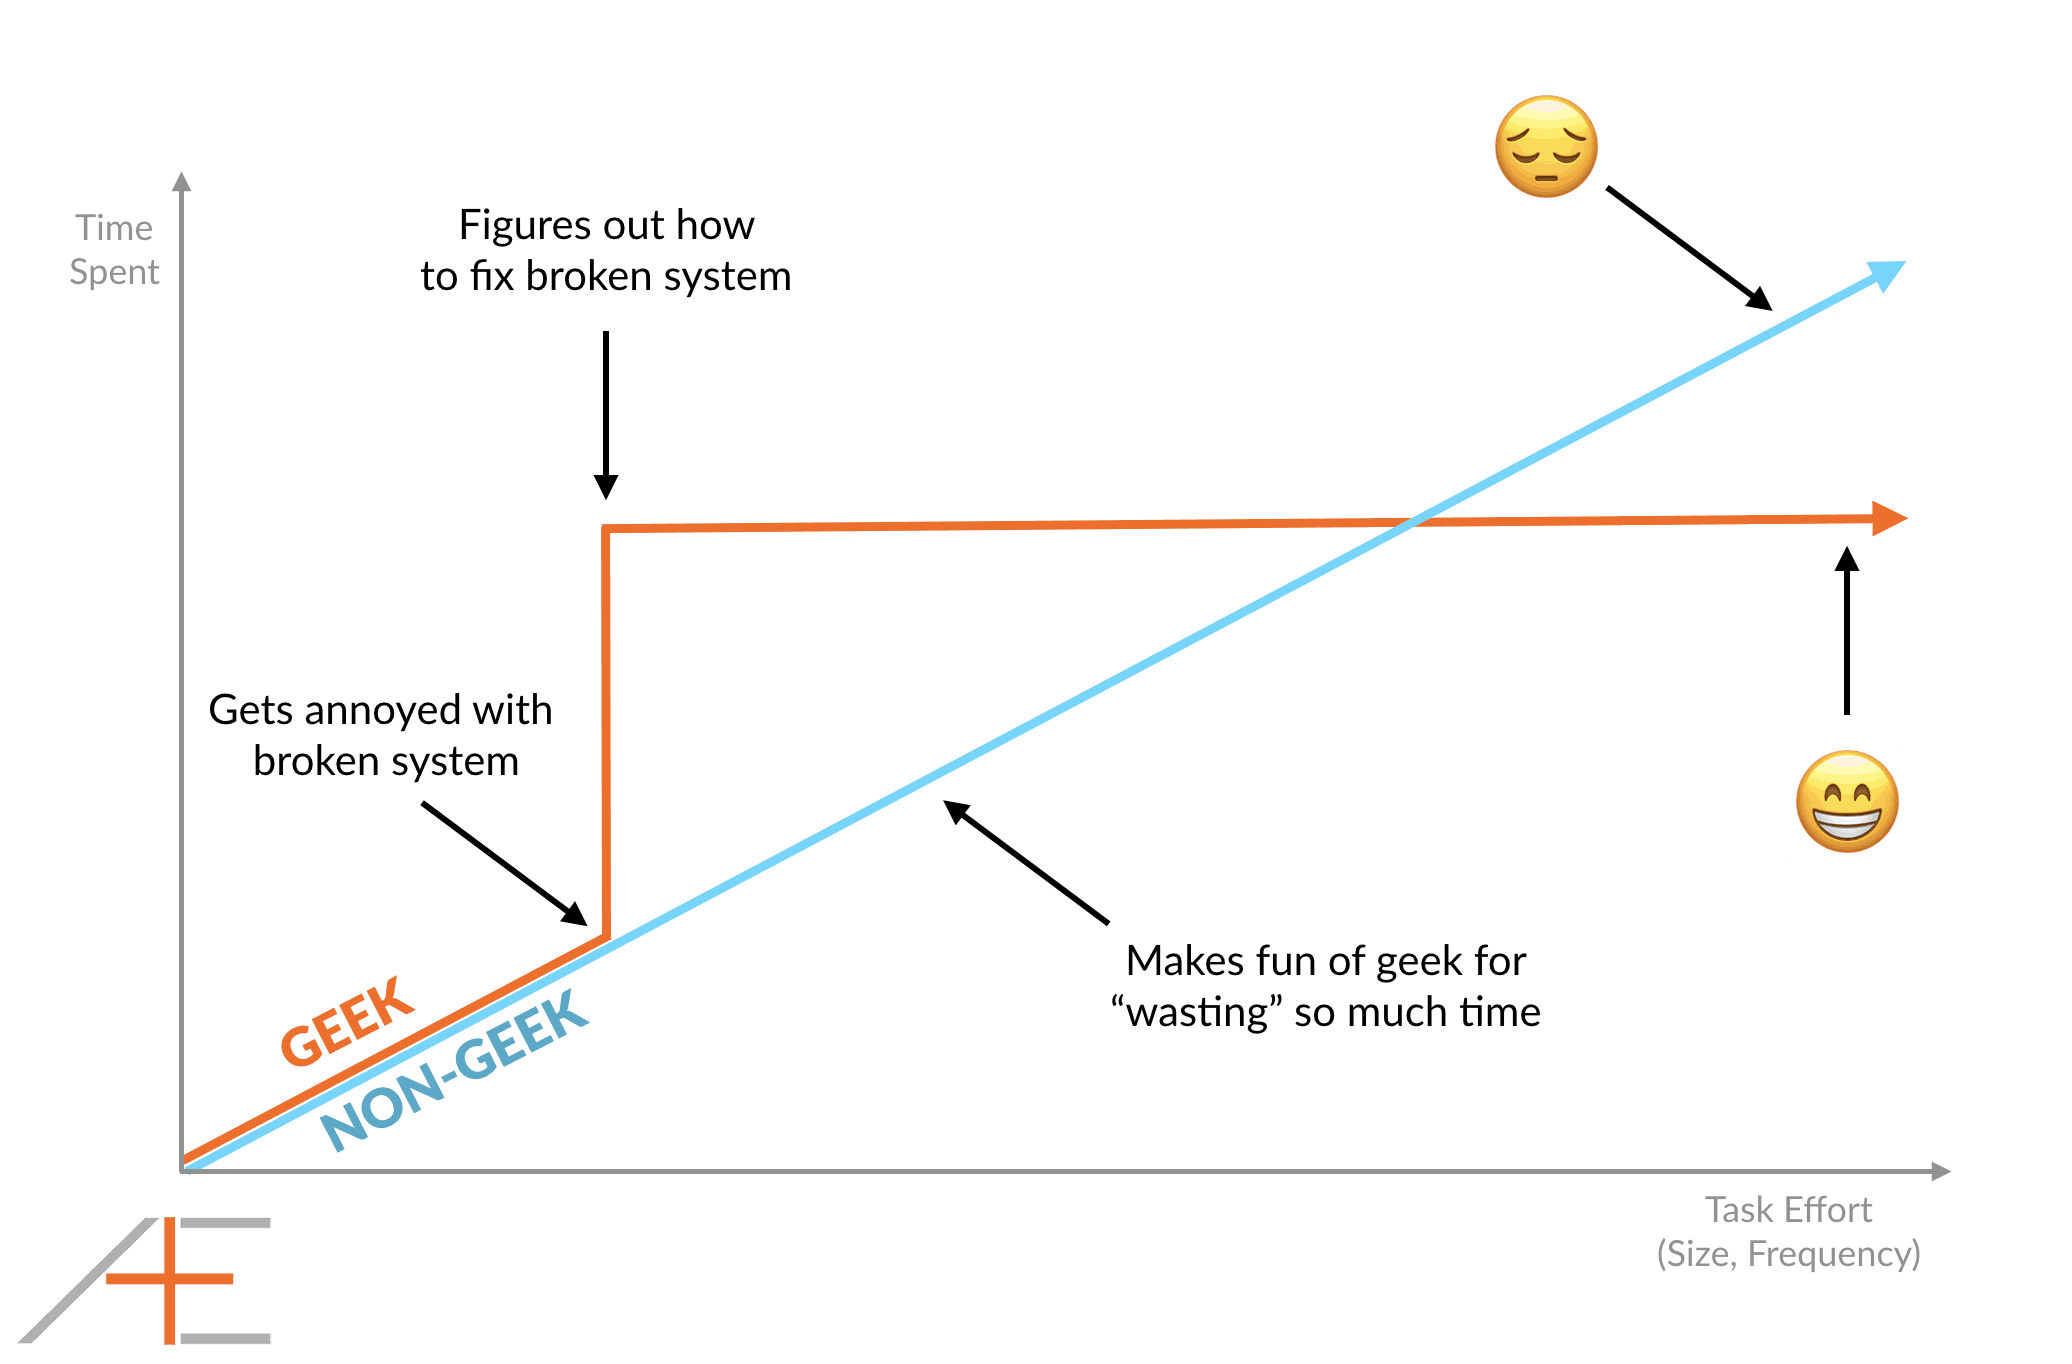 Time
Spent
Figures out how
to fix broken system
Gets annoyed with
broken system
GEEK
NON-GEEK
Makes fun of geek for
“wasting” so much time
Task Effort
(Size, Frequency)
Æ